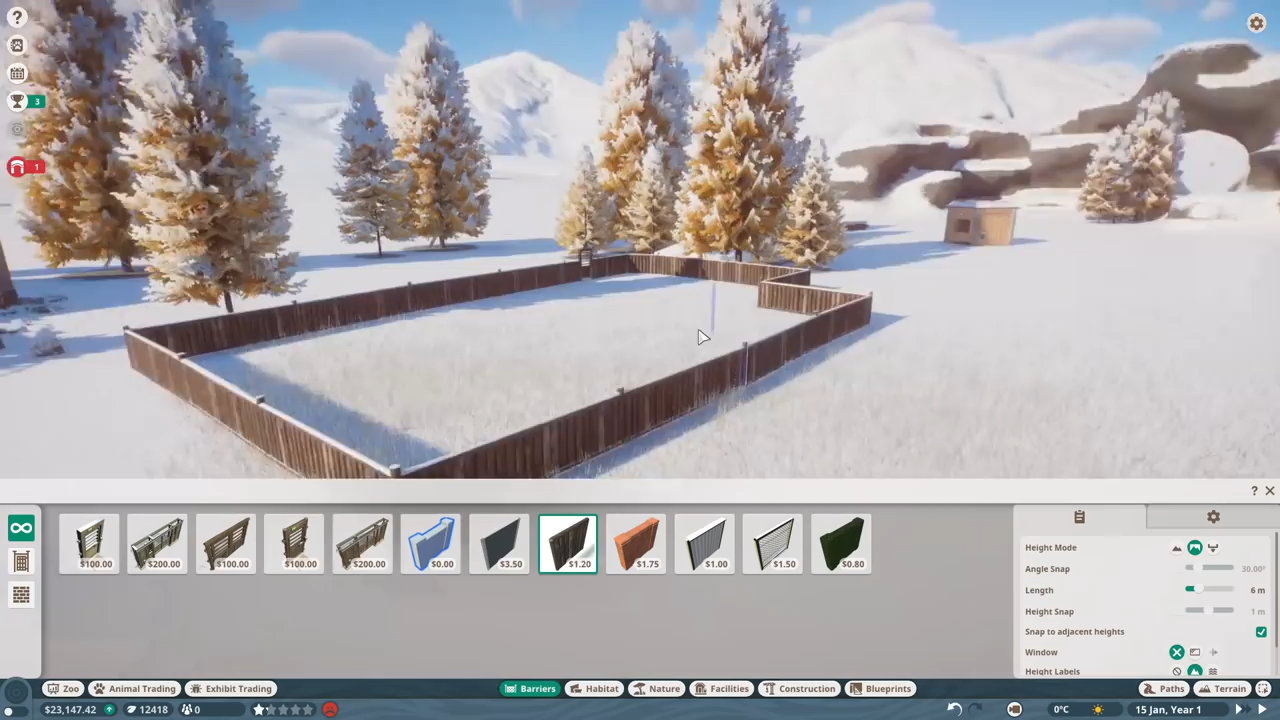 ?
3
1
? ×
$100.00 $200.00 $100.00 $100.00 $200.00 $0.00 $3.50 $1.20 $1.75 $1.00 $1.50 $0.80
Height Mode
Angle Snap 30.00°
Length 6 m
Height Snap 1 m
Snap to adjacent heights
Window
Height Labels
Zoo Animal Trading Exhibit Trading Barriers Habitat Nature Facilities Construction Blueprints Paths Terrain
$23,147.42 12418 0 0°C 15 Jan, Year 1